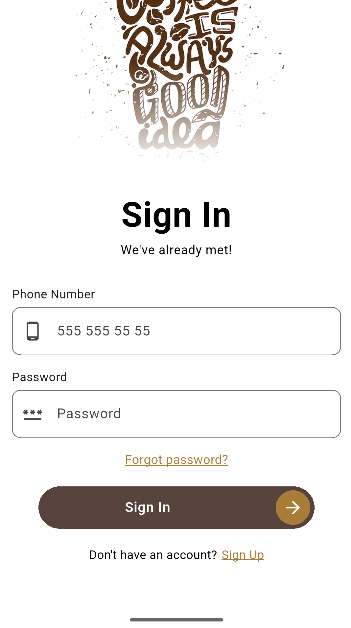 IS
ALWAYS
GOOD
idea
Sign In
We've already met!
Phone Number
555 555 55 55
Password
Password
Forgot password?
Sign In
Don't have an account? Sign Up